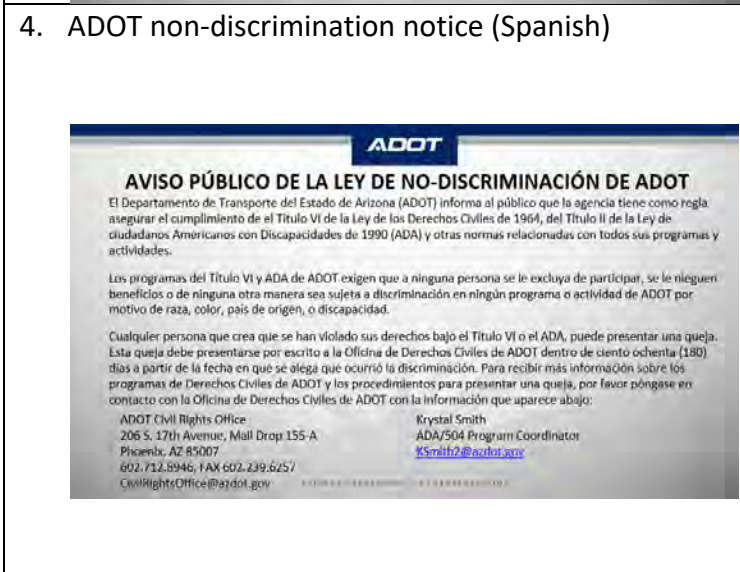 4. ADOT non-discrimination notice (Spanish)
ADOT
AVISO PÚBLICO DE LA LEY DE NO-DISCRIMINACIÓN DE ADOT
El Departamento de Transporte del Estado de Arizona (ADOT) informa al público que la agencia tiene como regla
asegurar el cumplimiento de el Título VI de la Ley de los Derechos Civiles de 1964, del Título II de la Ley de
ciudadanos Americanos con Discapacidades de 1990 (ADA) y otras normas relacionadas con todos sus programas y
actividades.
Los programas del Título VI y ADA de ADOT exigen que a ninguna persona se le excluya de participar, se le nieguen
beneficios o de ninguna otra manera sea sujeta a discriminación en ningún programa o actividad de ADOT por
motivo de raza, color, país de origen, o discapacidad.
Cualquier persona que crea que se han violado sus derechos bajo el Título VI o el ADA, puede presentar una queja.
Esta queja debe presentarse por escrito a la Oficina de Derechos Civiles de ADOT dentro de ciento ochenta (180)
días a partir de la fecha en que se alega que ocurrió la discriminación. Para recibir más información sobre los
programas de Derechos Civiles de ADOT y los procedimientos para presentar una queja, por favor póngase en
contacto con la Oficina de Derechos Civiles de ADOT con la información que aparece abajo:
ADOT Civil Rights Office
206 S. 17th Avenue, Mail Drop 155-A
Phoenix, AZ 85007
602.712.8946, FAX 602.239.6257
CivilRightsOffice@azdot.gov
Krystal Smith
ADA/504 Program Coordinator
KSmith2@azdot.gov